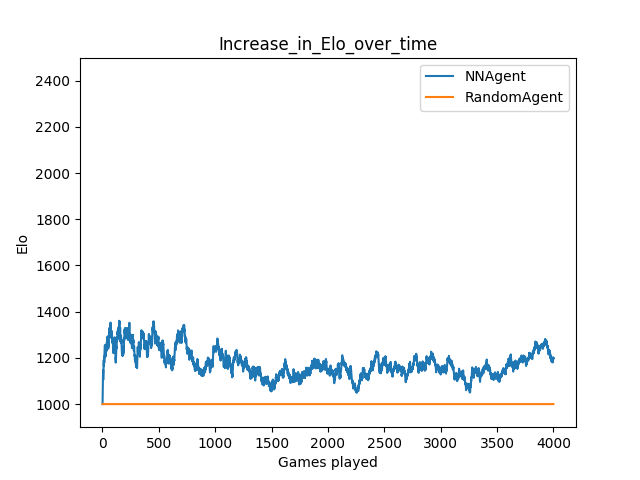 Increase_in_Elo_over_time
NNAgent
RandomAgent
2400
2200
2000
1800
1600
1400
1200
1000
Elo
0 500 1000 1500 2000 2500 3000 3500 4000
Games played